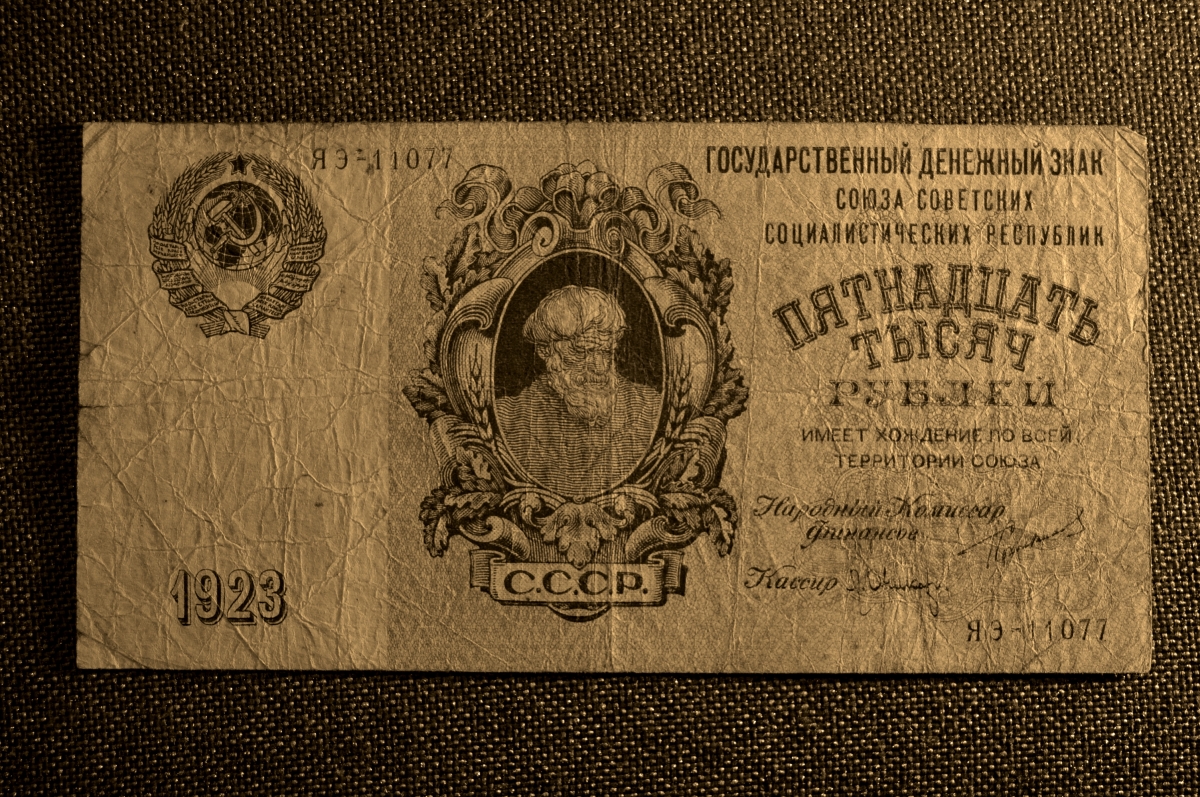 ЯЭ-11077
ГОСУДАРСТВЕННЫЙ ДЕНЕЖНЫЙ ЗНАК
СОЮЗА СОВЕТСКИХ
СОЦИАЛИСТИЧЕСКИХ РЕСПУБЛИК
ПЯТНАДЦАТЬ
ТЫСЯЧ
РУБЛЕЙ
ИМЕЕТ ХОЖДЕНИЕ ПО ВСЕЙ
ТЕРРИТОРИИ СОЮЗА
Народный Комиссар
Финансов
Кассир
С.С.С.Р.
1923
ЯЭ-11077